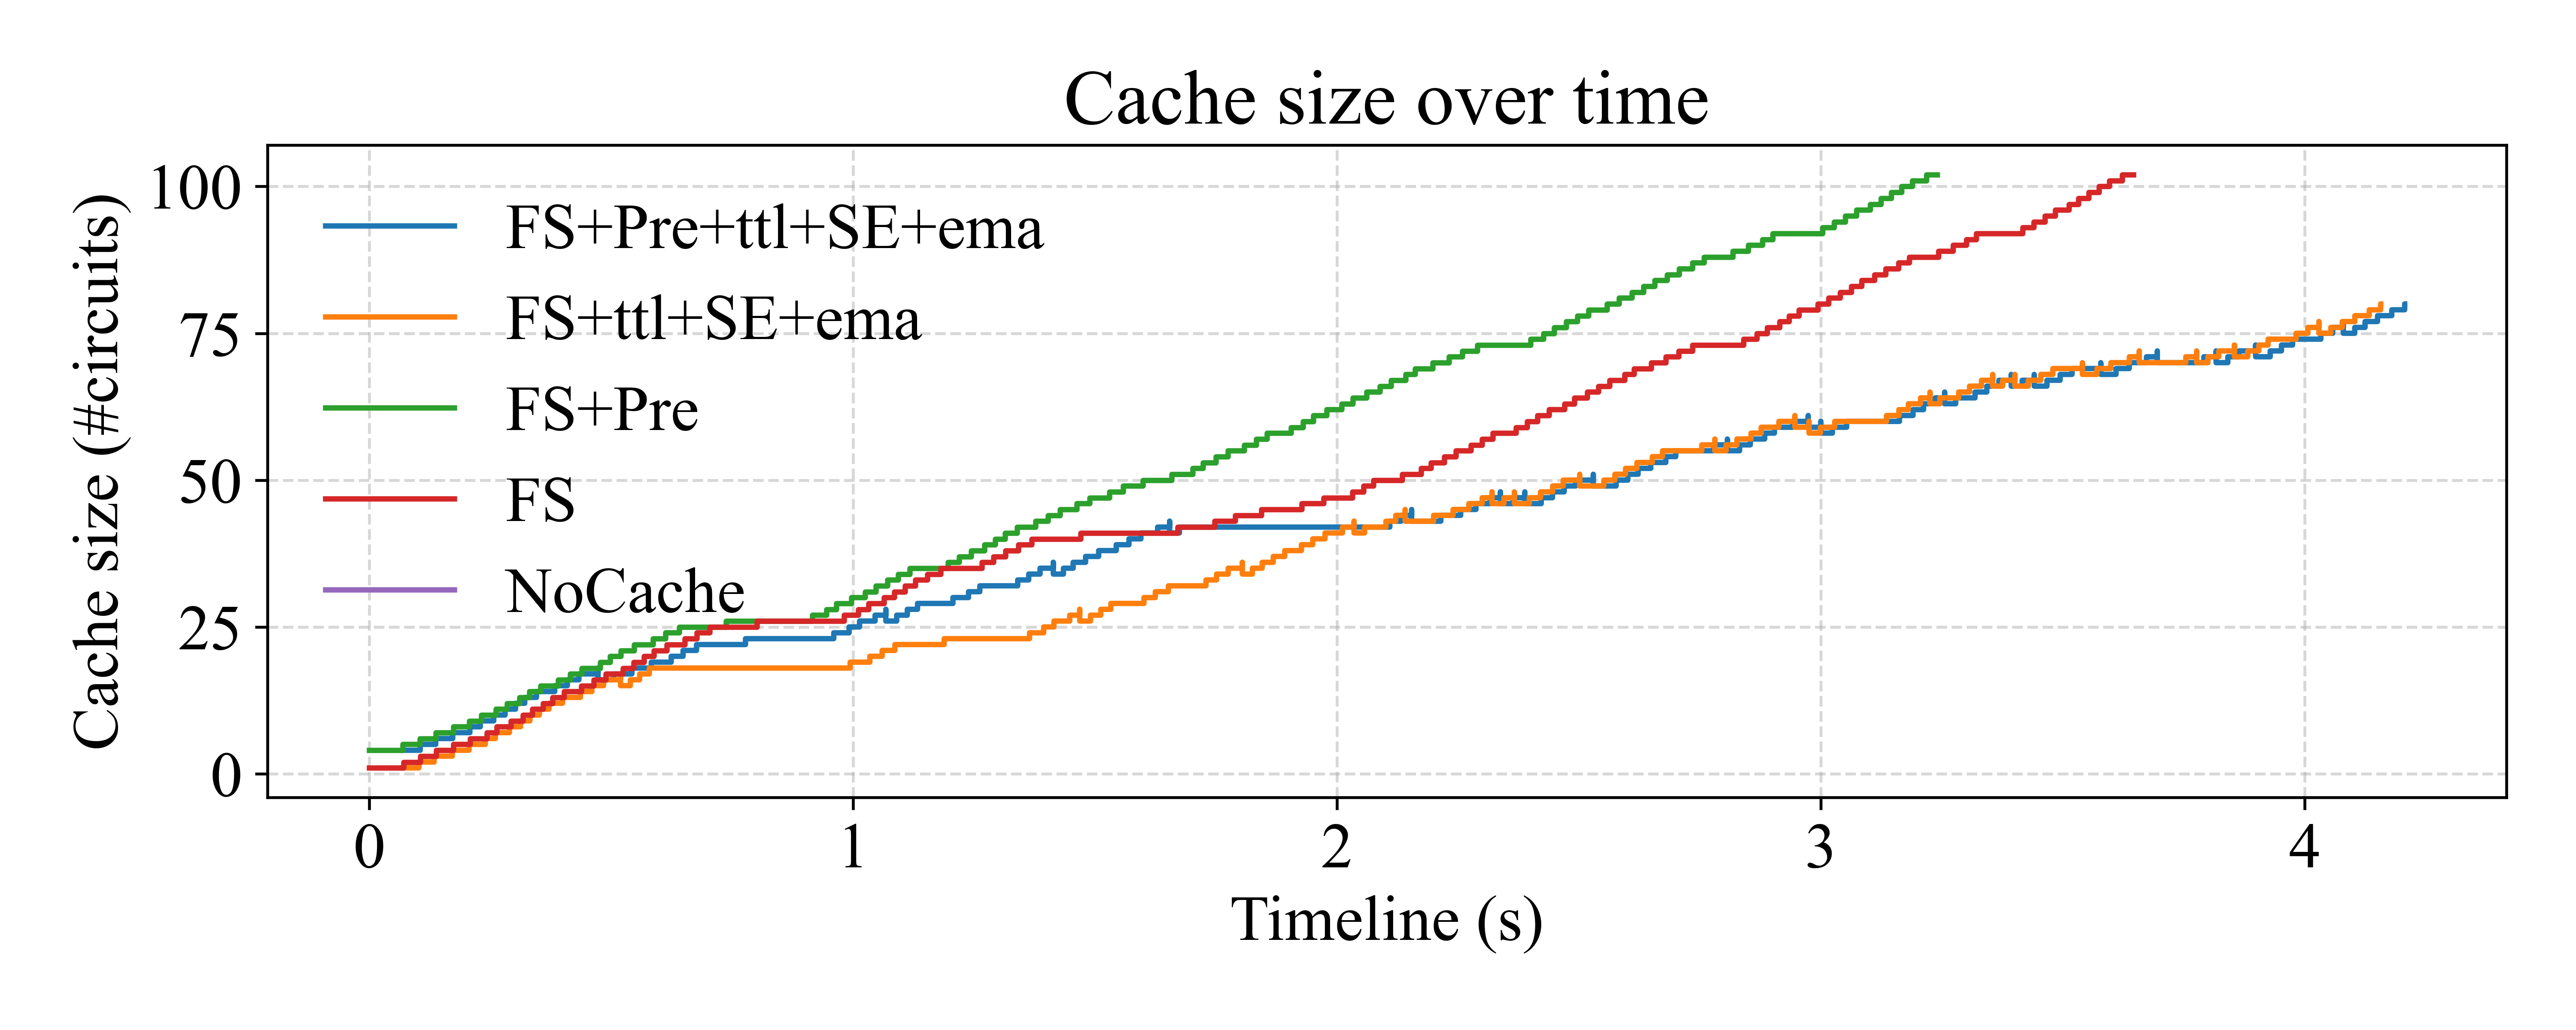 Cache size over time
Cache size (#circuits)
100
75
50
25
0
FS+Pre+ttl+SE+ema
FS+ttl+SE+ema
FS+Pre
FS
NoCache
0 1 2 3 4
Timeline (s)